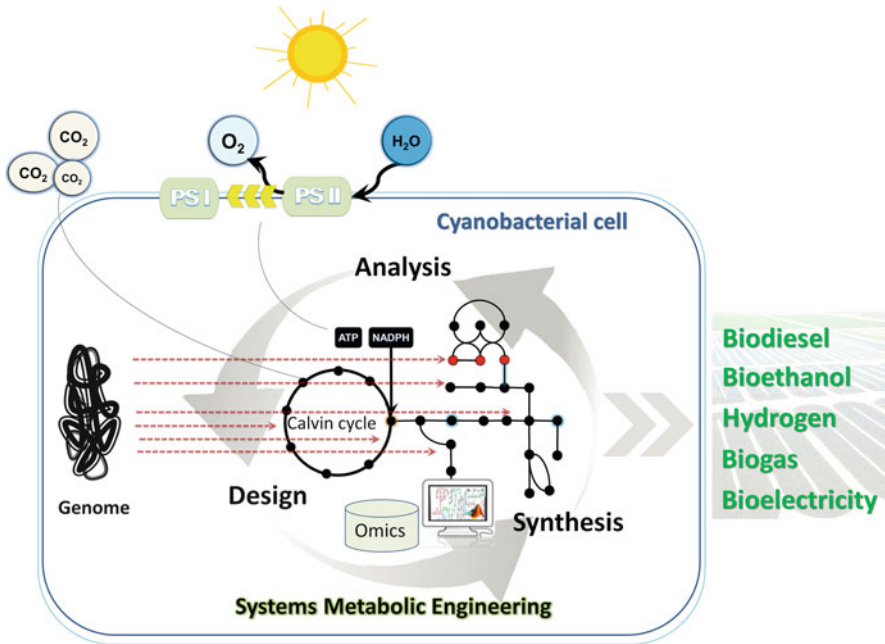 CO₂
CO₂
CO₂
O₂
H₂O
PS I
PS II
Cyanobacterial cell
Analysis
ATP
NADPH
Calvin cycle
Genome
Design
Omics
Synthesis
Systems Metabolic Engineering
Biodiesel
Bioethanol
Hydrogen
Biogas
Bioelectricity